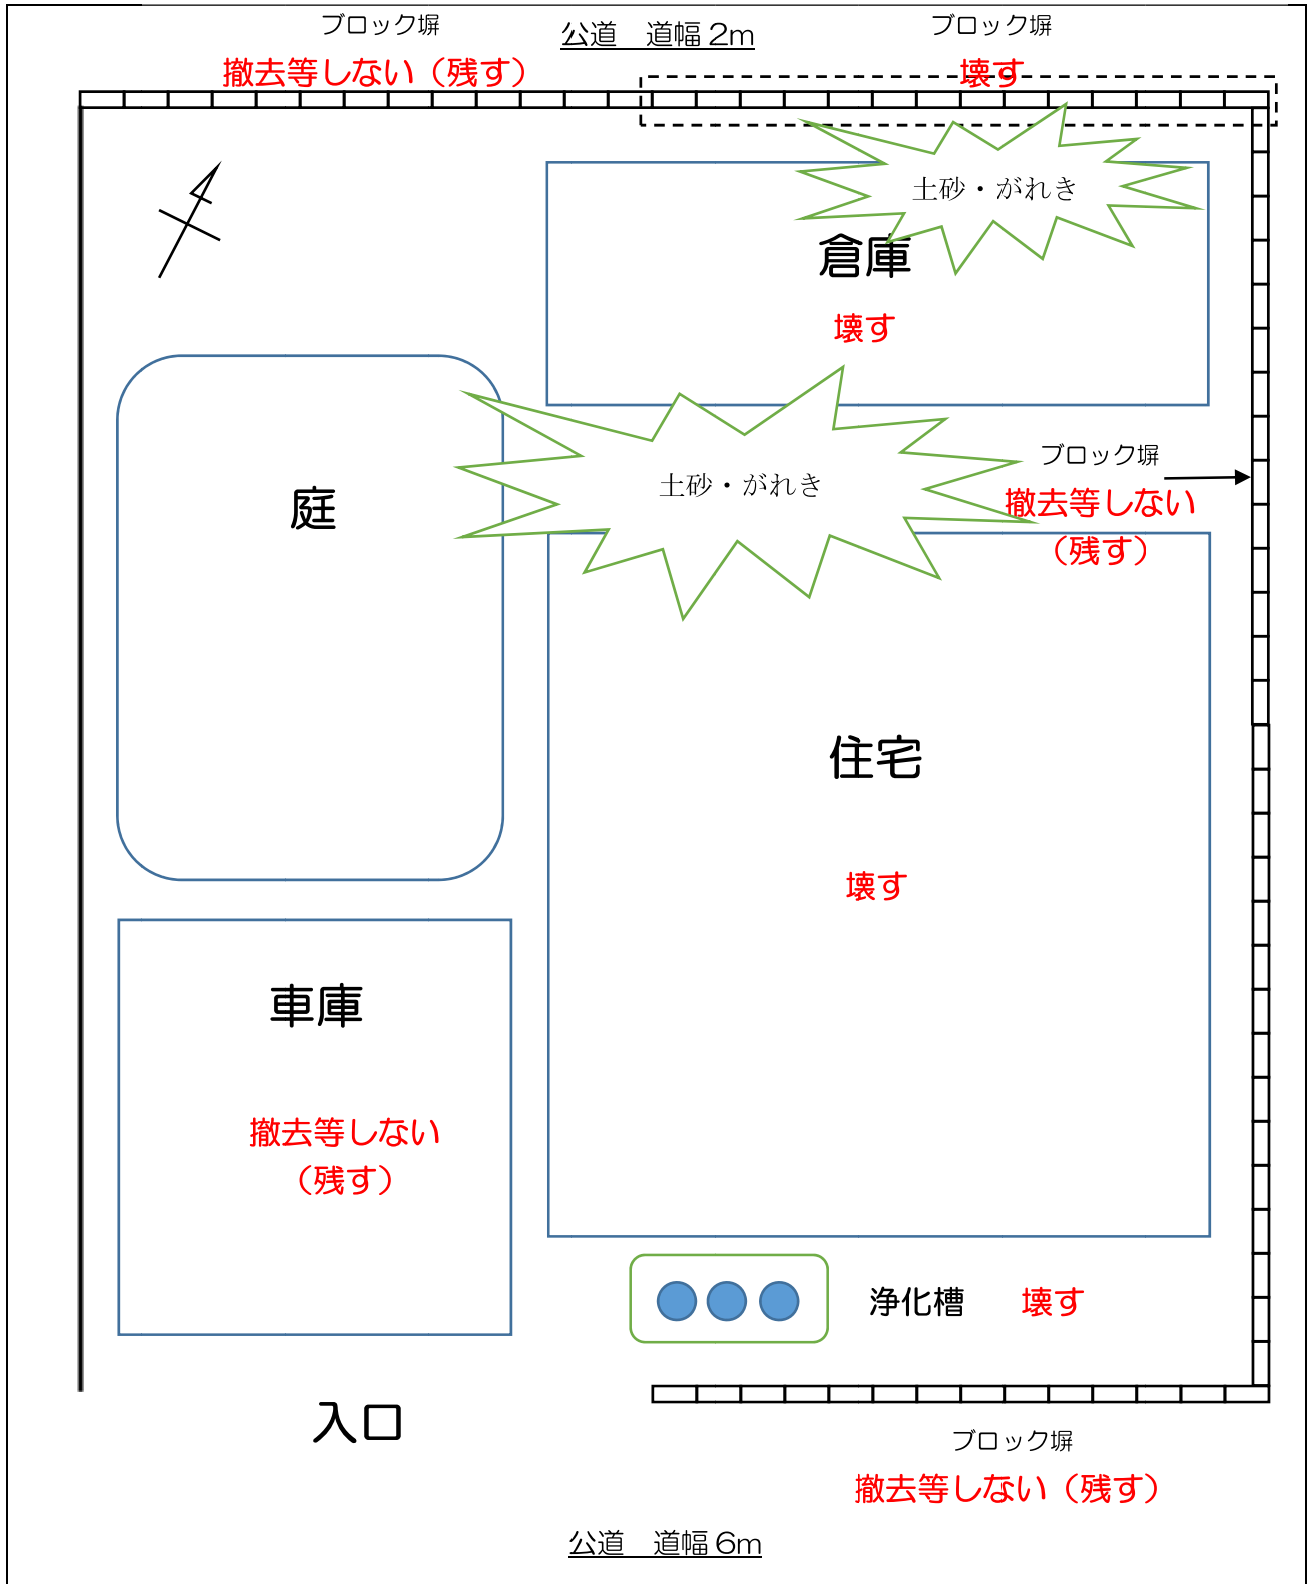 ブロック塀
公道　道幅 2m
ブロック塀
撤去等しない（残す）
壊す
土砂・がれき
倉庫
壊す
ブロック塀
土砂・がれき
撤去等しない
（残す）
庭
住宅
壊す
車庫
撤去等しない
（残す）
浄化槽　壊す
入口
ブロック塀
撤去等しない（残す）
公道　道幅 6m